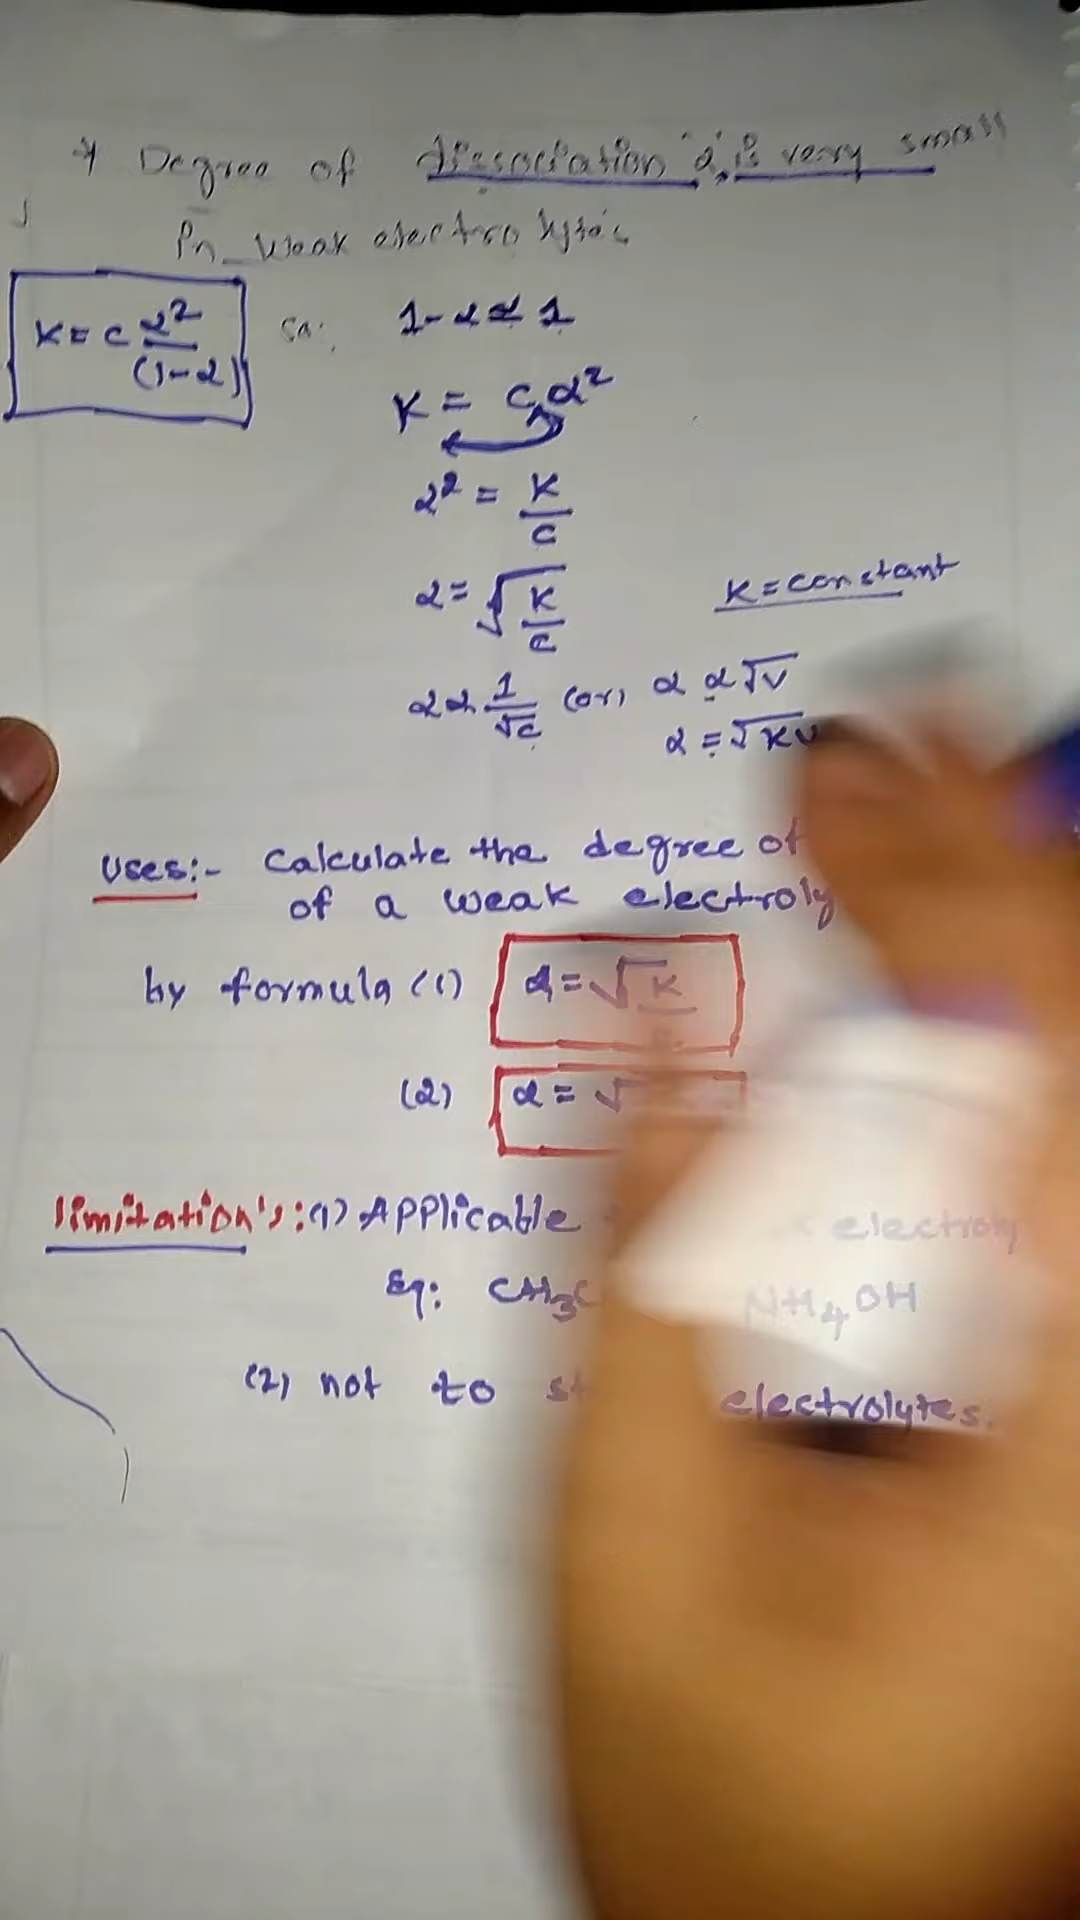 * Degree of dissociation 'α' is very small
in weak electrolytes
K = c α²/(1-α)
so:
1-α ≃ 1
K = cα²
α² = K/c
α = √K/c
K = constant
α ∝ 1/√c (or) α ∝ √V
α = √KV
Uses:- Calculate the degree of
of a weak
by formula (1) α = √K
(2) α = √
limitation's: (1) Applicable
Eg: NH₄OH
(2) not to electrolytes.